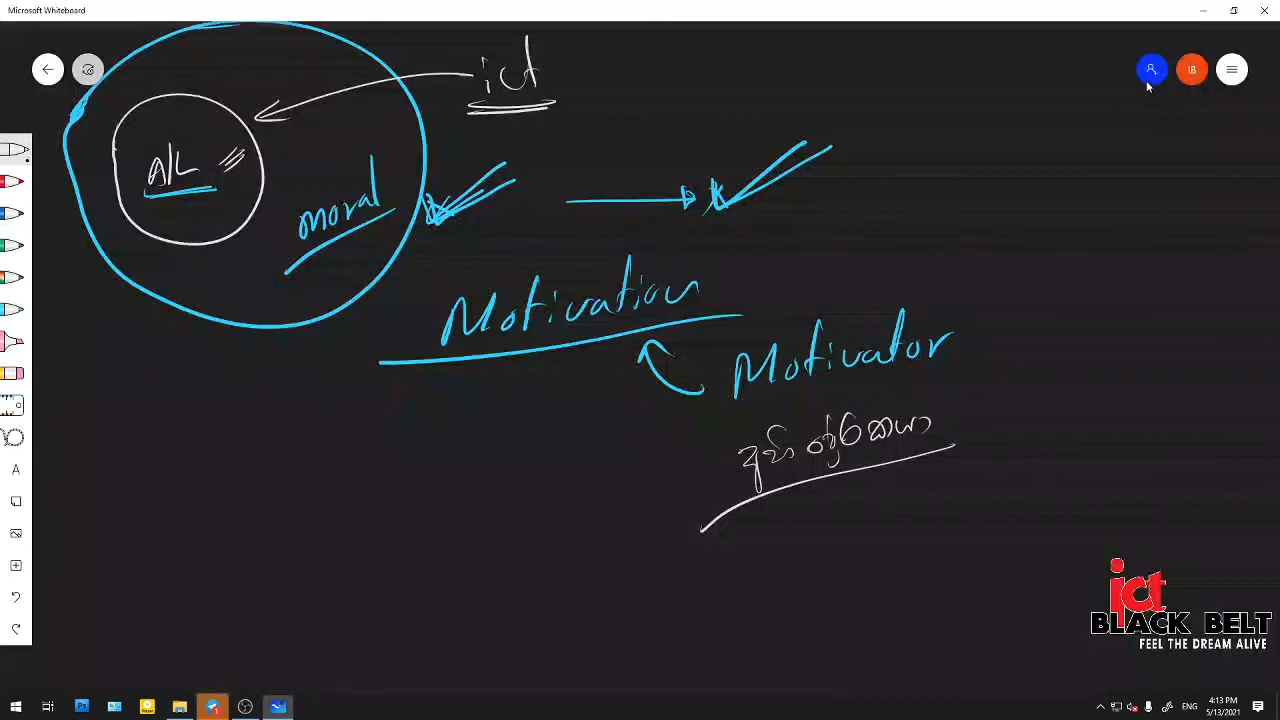 Microsoft Whiteboard
IB
ict
A/L
moral
Motivation
Motivator
ict
BLACK BELT
FEEL THE DREAM ALIVE
A
ENG
4:13 PM
5/13/2021